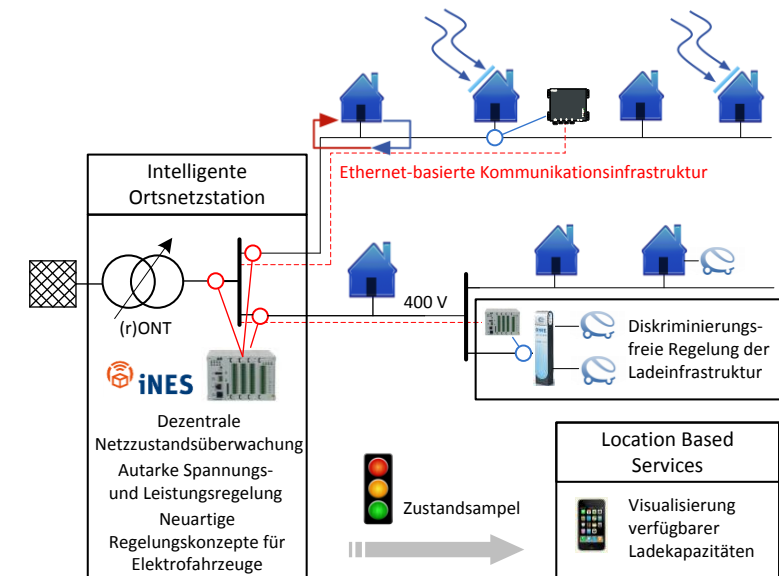 Intelligente
Ortsnetzstation
Ethernet-basierte Kommunikationsinfrastruktur
400 V
(r)ONT
iNES
Dezentrale
Netzzustandsüberwachung
Autarke Spannungs-
und Leistungsregelung
Neuartige
Regelungskonzepte für
Elektrofahrzeuge
Diskriminierungs-
freie Regelung der
Ladeinfrastruktur
Zustandsampel
Location Based
Services
Visualisierung
verfügbarer
Ladekapazitäten